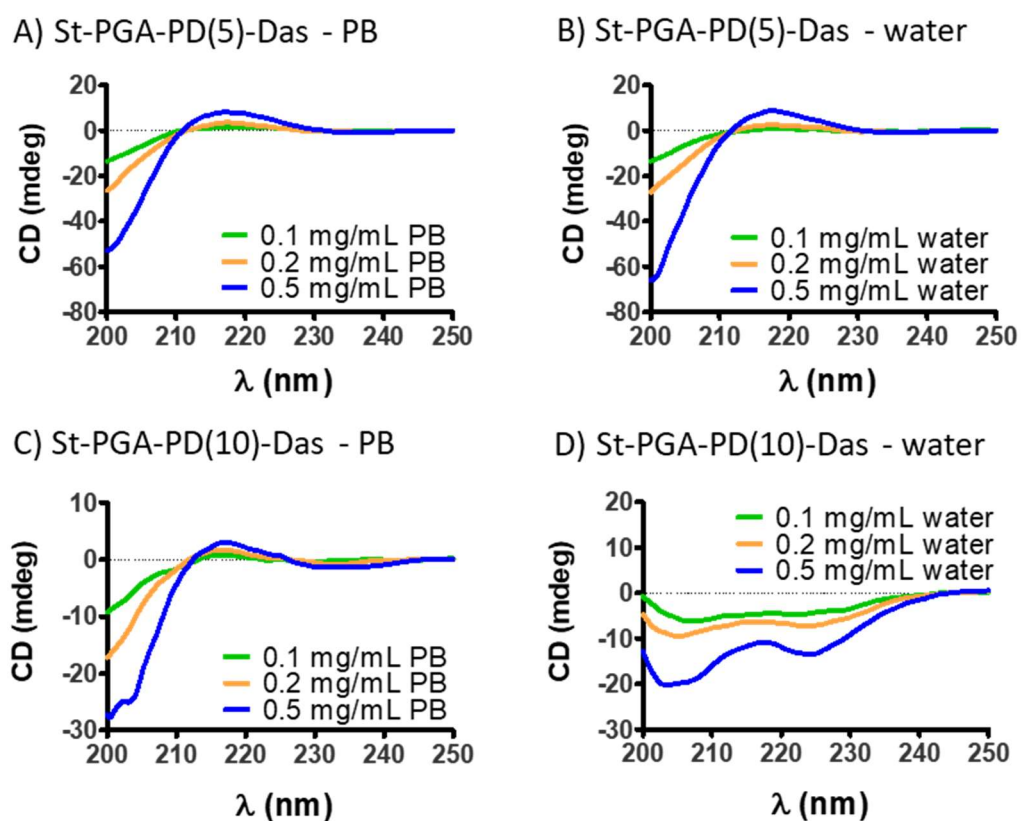 A) St-PGA-PD(5)-Das - PB
20
0
-20
-40
-60
-80
CD (mdeg)
0.1 mg/mL PB
0.2 mg/mL PB
0.5 mg/mL PB
200 210 220 230 240 250
λ (nm)
B) St-PGA-PD(5)-Das - water
20
0
-20
-40
-60
-80
CD (mdeg)
0.1 mg/mL water
0.2 mg/mL water
0.5 mg/mL water
200 210 220 230 240 250
λ (nm)
C) St-PGA-PD(10)-Das - PB
10
0
-10
-20
-30
CD (mdeg)
0.1 mg/mL PB
0.2 mg/mL PB
0.5 mg/mL PB
200 210 220 230 240 250
λ (nm)
D) St-PGA-PD(10)-Das - water
20
10
0
-10
-20
-30
CD (mdeg)
0.1 mg/mL water
0.2 mg/mL water
0.5 mg/mL water
200 210 220 230 240 250
λ (nm)